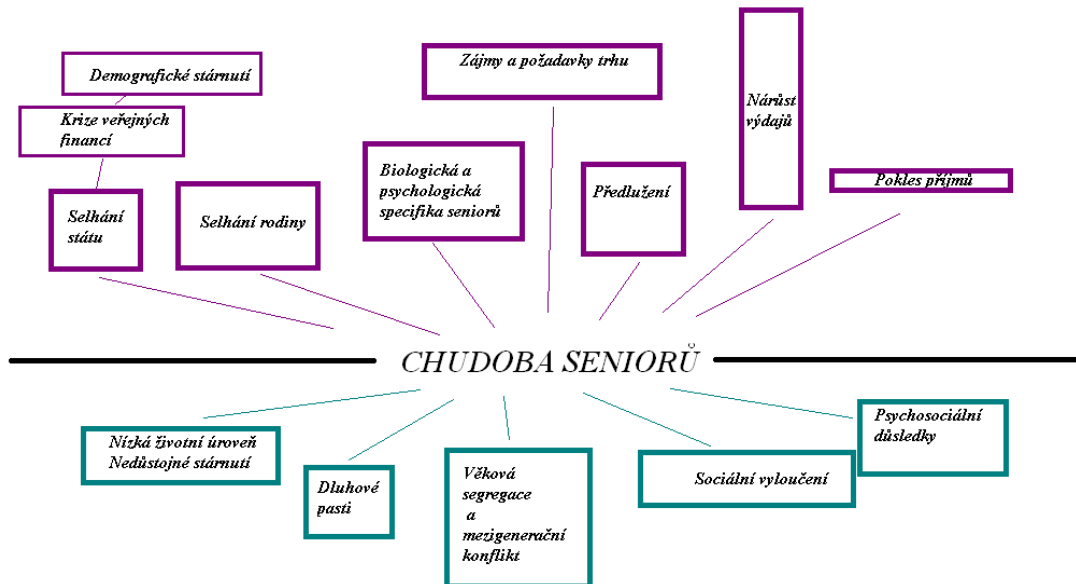 Demografické stárnutí
Krize veřejných
financí
Selhání
státu
Selhání rodiny
Biologická a
psychologická
specifika seniorů
Zájmy a požadavky trhu
Předlužení
Nárůst
výdajů
Pokles příjmů
CHUDOBA SENIORŮ
Nízká životní úroveň
Nedůstojné stárnutí
Dluhové
pasti
Věková
segregace
a
mezigenerační
konflikt
Sociální vyloučení
Psychosociální
důsledky